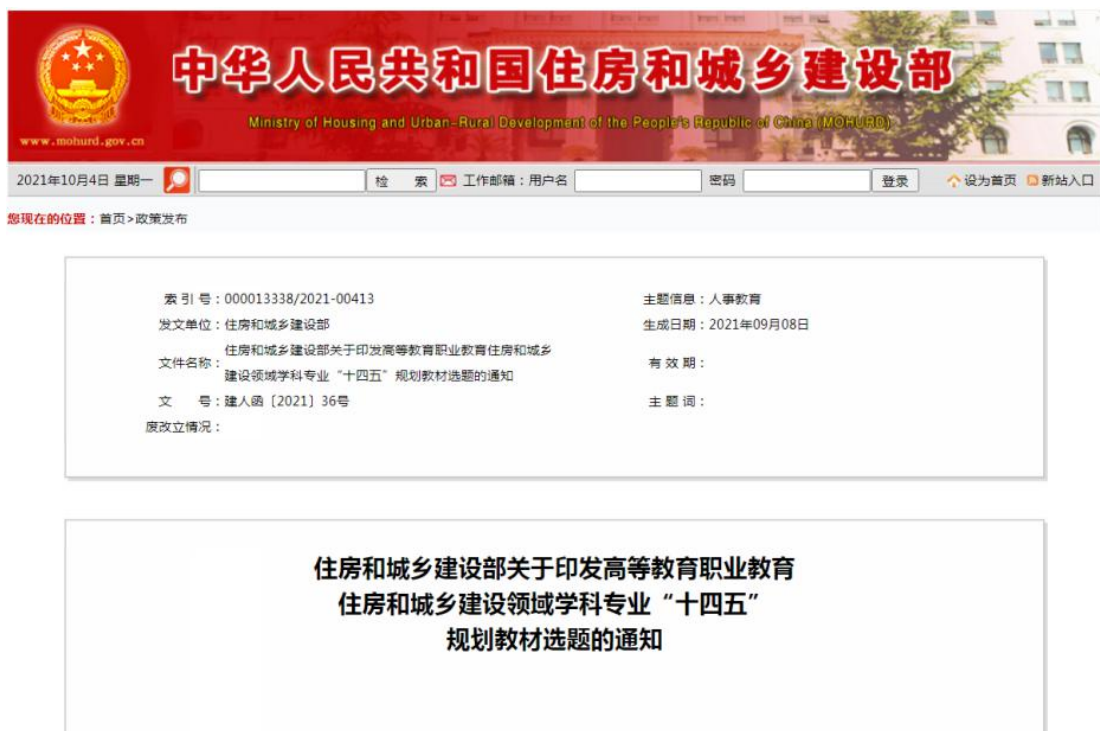 中华人民共和国住房和城乡建设部
Ministry of Housing and Urban-Rural Development of the People's Republic of China (MOHURD)
www.mohurd.gov.cn
2021年10月4日 星期一 检 索 工作邮箱：用户名 密码 登录 设为首页 新站入口
您现在的位置：首页>政策发布
索 引 号：000013338/2021-00413 主题信息：人事教育
发文单位：住房和城乡建设部 生成日期：2021年09月08日
文件名称：住房和城乡建设部关于印发高等教育职业教育住房和城乡
建设领域学科专业“十四五”规划教材选题的通知 有 效 期：
文 号：建人函〔2021〕36号 主 题 词：
废改立情况：
住房和城乡建设部关于印发高等教育职业教育
住房和城乡建设领域学科专业“十四五”
规划教材选题的通知